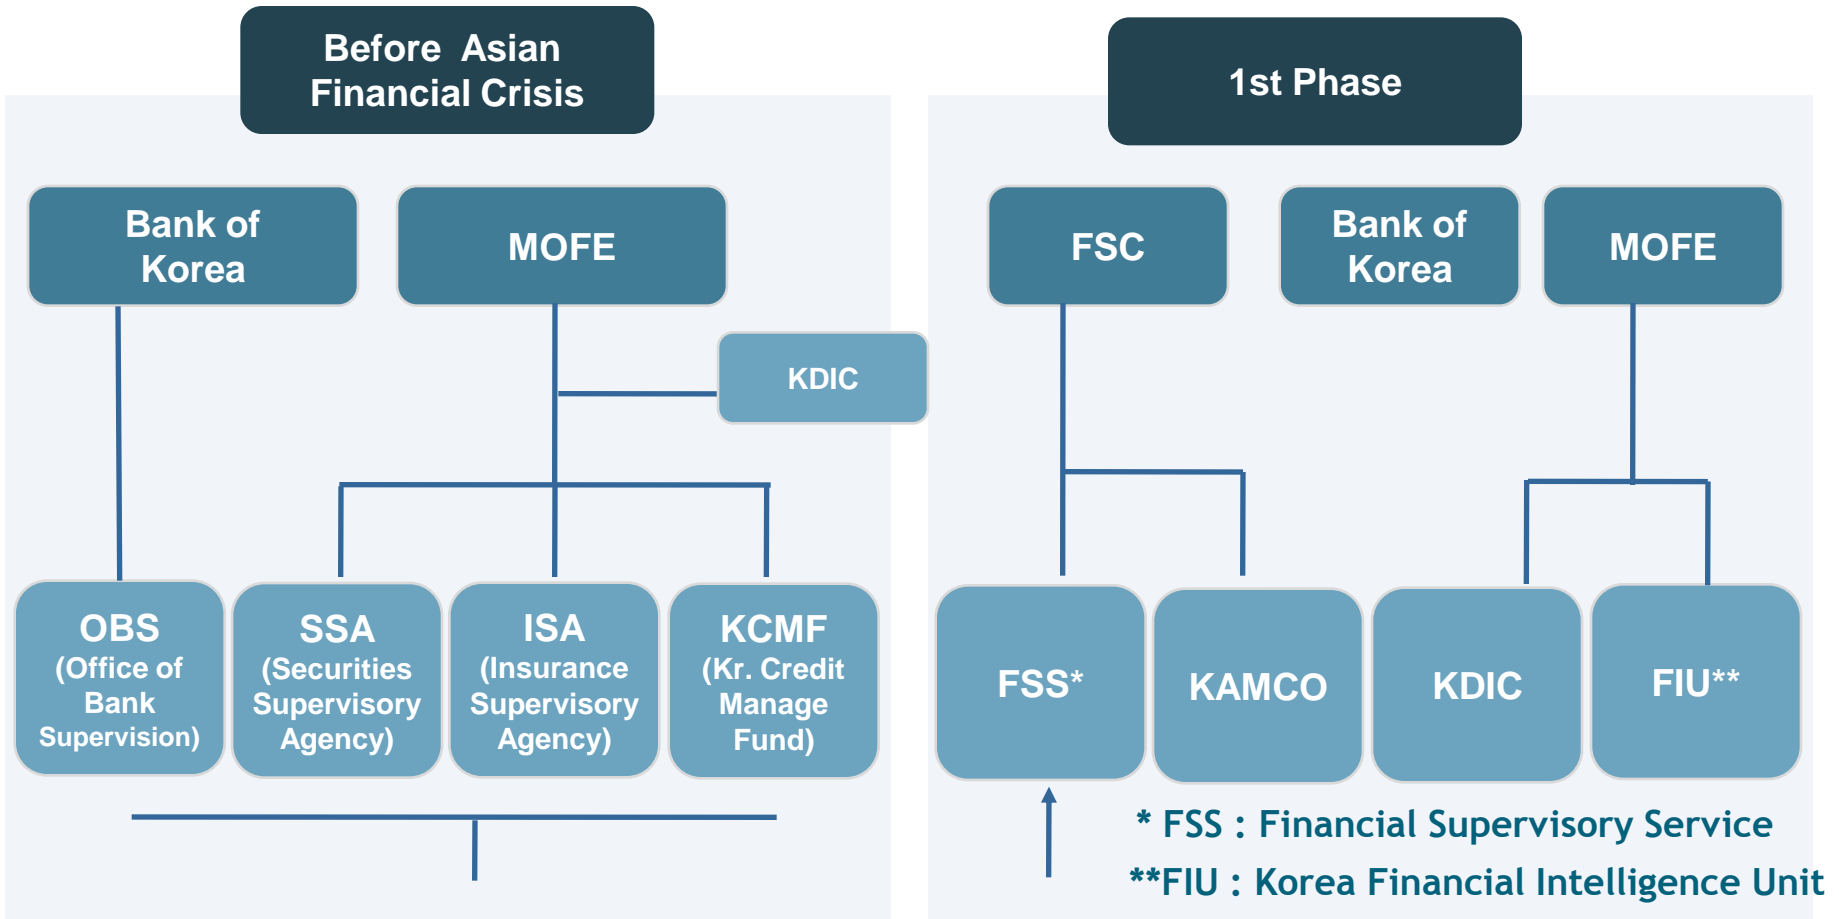 Before Asian
Financial Crisis
1st Phase
Bank of
Korea
MOFE
FSC
Bank of
Korea
MOFE
KDIC
OBS
(Office of
Bank
Supervision)
SSA
(Securities
Supervisory
Agency)
ISA
(Insurance
Supervisory
Agency)
KCMF
(Kr. Credit
Manage
Fund)
FSS*
KAMCO
KDIC
FIU**
* FSS : Financial Supervisory Service
**FIU : Korea Financial Intelligence Unit